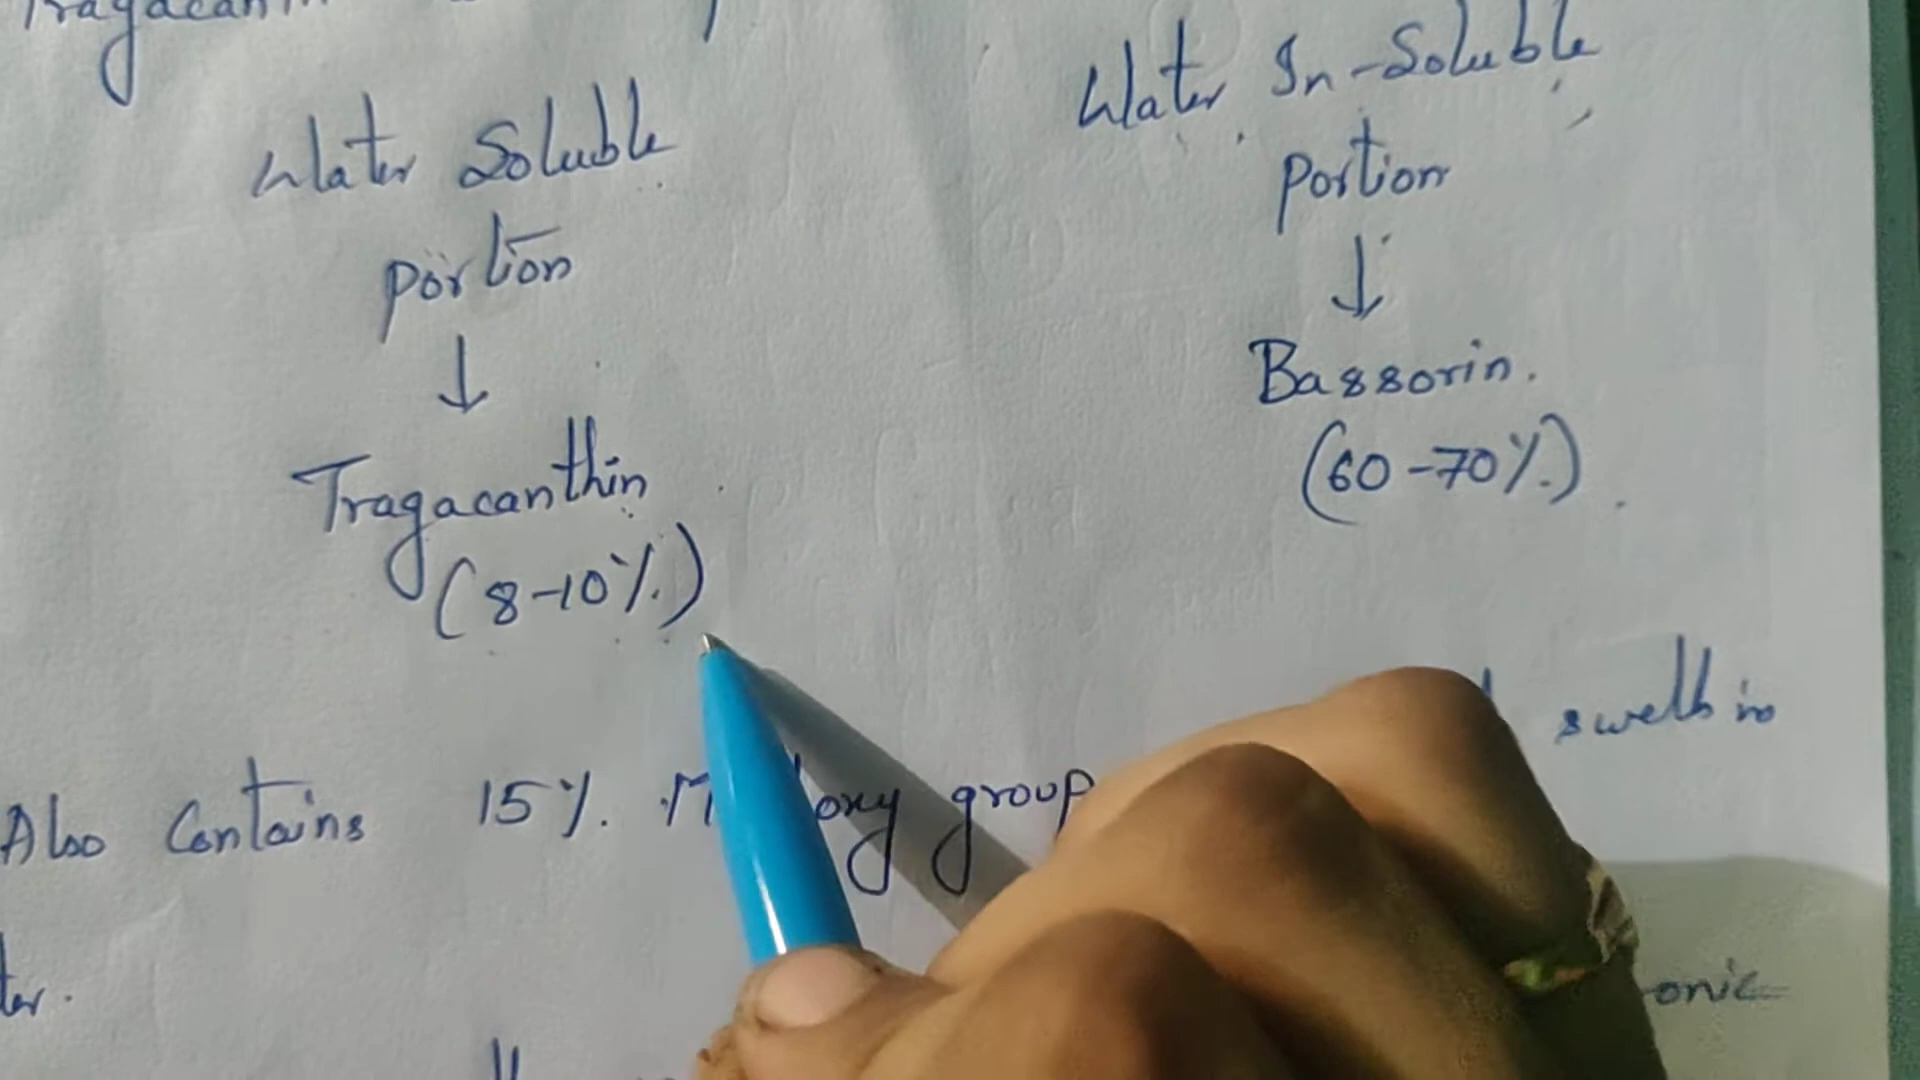 Tragacanth
Water Soluble
portion
↓
Tragacanthin
(8-10%)
Water In-Soluble
portion
↓
Bassorin.
(60-70%).
swells in
Also Contains 15%. group